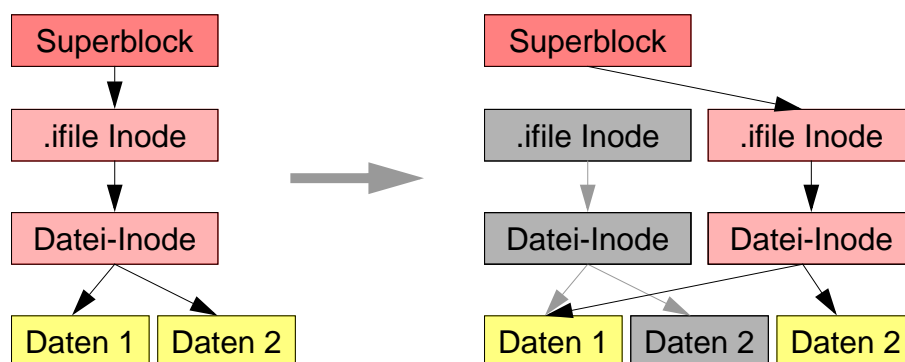 Superblock
.ifile Inode
Datei-Inode
Daten 1
Daten 2
Superblock
.ifile Inode
.ifile Inode
Datei-Inode
Datei-Inode
Daten 1
Daten 2
Daten 2